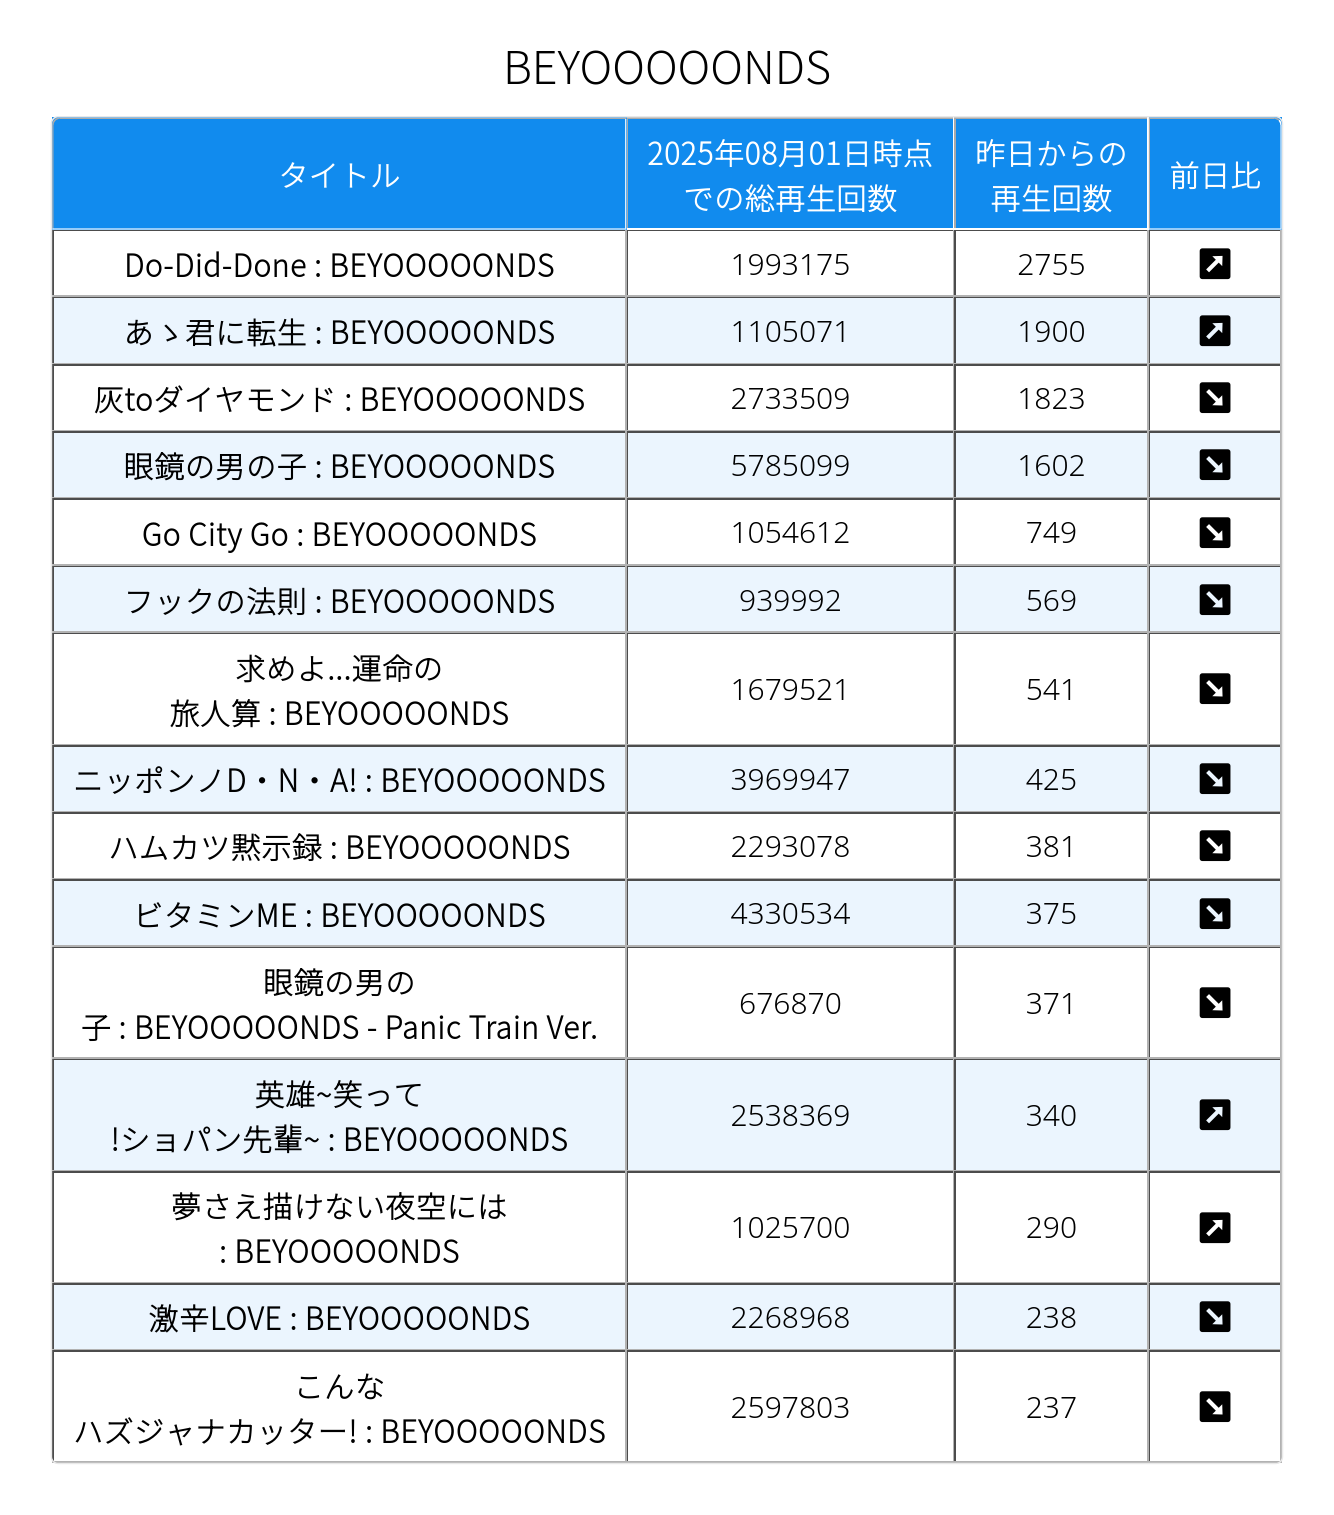 BEYOOOOONDS
タイトル
2025年08月01日時点
での総再生回数
昨日からの
再生回数
前日比
Do-Did-Done : BEYOOOOONDS
1993175
2755
あゝ君に転生 : BEYOOOOONDS
1105071
1900
灰toダイヤモンド : BEYOOOOONDS
2733509
1823
眼鏡の男の子 : BEYOOOOONDS
5785099
1602
Go City Go : BEYOOOOONDS
1054612
749
フックの法則 : BEYOOOOONDS
939992
569
求めよ...運命の
旅人算 : BEYOOOOONDS
1679521
541
ニッポンノD・N・A! : BEYOOOOONDS
3969947
425
ハムカツ黙示録 : BEYOOOOONDS
2293078
381
ビタミンME : BEYOOOOONDS
4330534
375
眼鏡の男の
子 : BEYOOOOONDS - Panic Train Ver.
676870
371
英雄~笑って
!ショパン先輩~ : BEYOOOOONDS
2538369
340
夢さえ描けない夜空には
: BEYOOOOONDS
1025700
290
激辛LOVE : BEYOOOOONDS
2268968
238
こんな
ハズジャナカッター! : BEYOOOOONDS
2597803
237